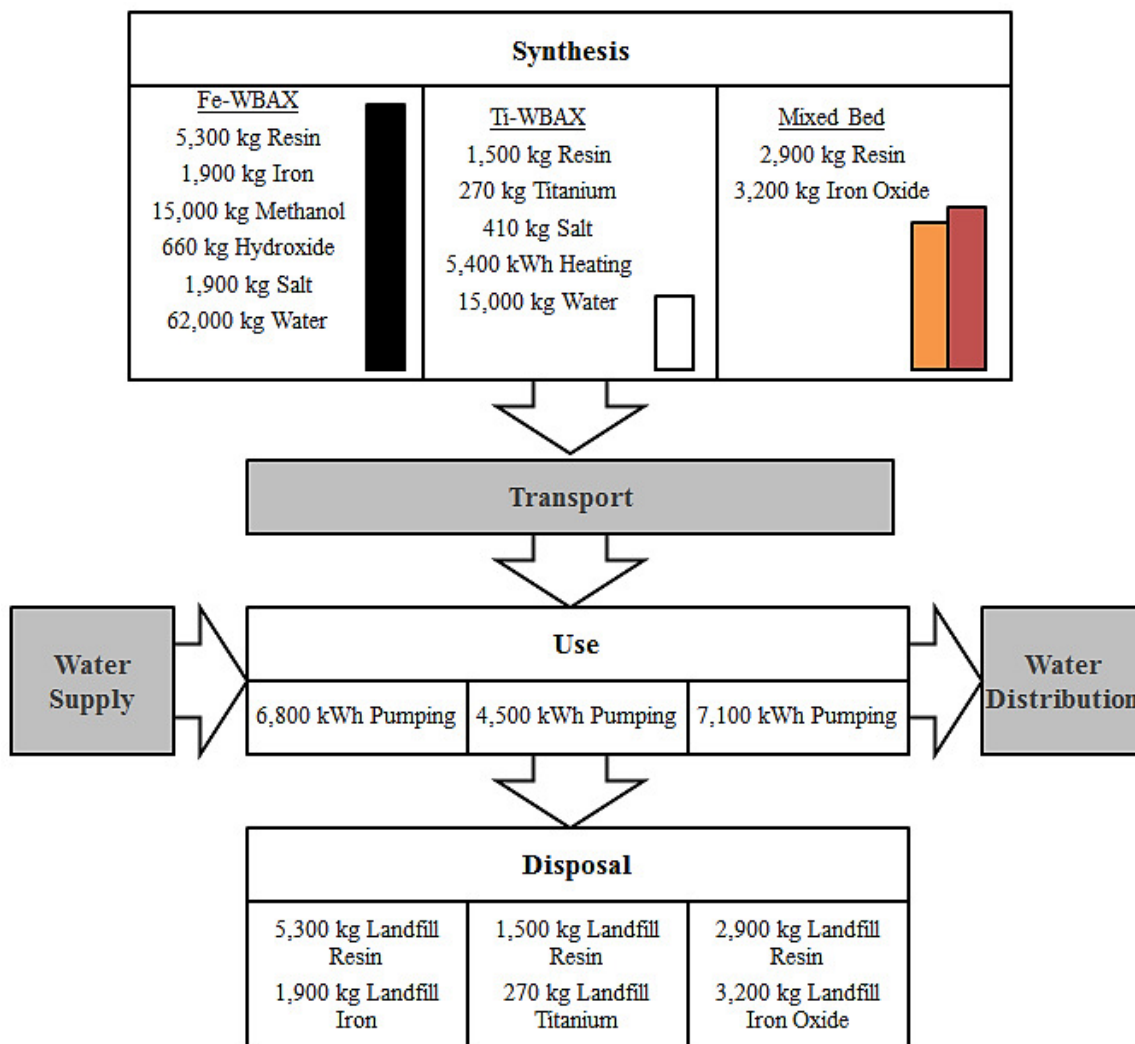 Synthesis
Fe-WBAX
5,300 kg Resin
1,900 kg Iron
15,000 kg Methanol
660 kg Hydroxide
1,900 kg Salt
62,000 kg Water
Ti-WBAX
1,500 kg Resin
270 kg Titanium
410 kg Salt
5,400 kWh Heating
15,000 kg Water
Mixed Bed
2,900 kg Resin
3,200 kg Iron Oxide
Transport
Water
Supply
Use
6,800 kWh Pumping
4,500 kWh Pumping
7,100 kWh Pumping
Water
Distribution
Disposal
5,300 kg Landfill
Resin
1,900 kg Landfill
Iron
1,500 kg Landfill
Resin
270 kg Landfill
Titanium
2,900 kg Landfill
Resin
3,200 kg Landfill
Iron Oxide